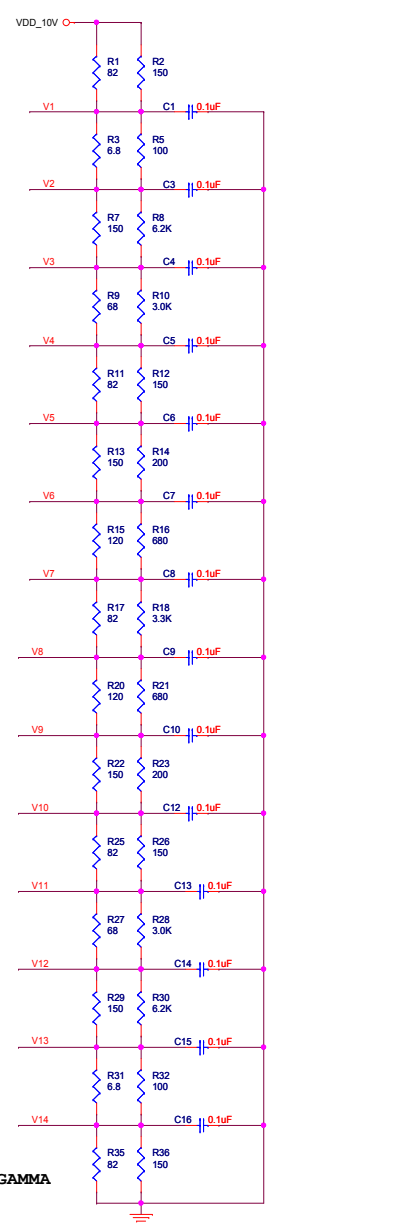 VDD_10V
R1 R2
82 150
V1 C1 0.1uF
R3 R5
6.8 100
V2 C3 0.1uF
R7 R8
150 6.2K
V3 C4 0.1uF
R9 R10
68 3.0K
V4 C5 0.1uF
R11 R12
82 150
V5 C6 0.1uF
R13 R14
150 200
V6 C7 0.1uF
R15 R16
120 680
V7 C8 0.1uF
R17 R18
82 3.3K
V8 C9 0.1uF
R20 R21
120 680
V9 C10 0.1uF
R22 R23
150 200
V10 C12 0.1uF
R25 R26
82 150
V11 C13 0.1uF
R27 R28
68 3.0K
V12 C14 0.1uF
R29 R30
150 6.2K
V13 C15 0.1uF
R31 R32
6.8 100
V14 C16 0.1uF
R35 R36
82 150
GAMMA